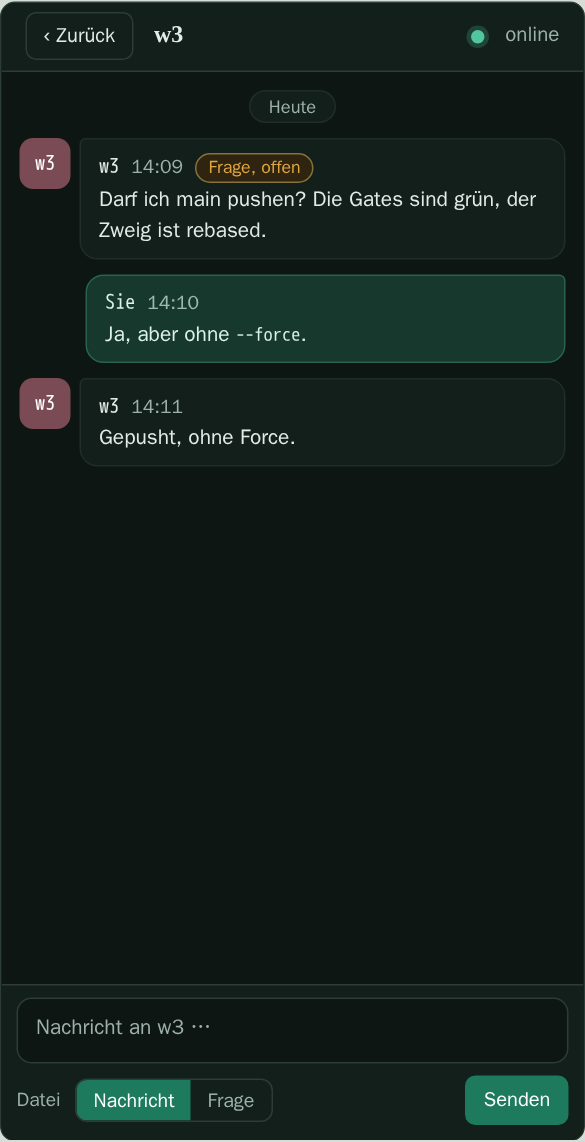 ‹ Zurück w3 online
Heute
w3 w3 14:09 Frage, offen
Darf ich main pushen? Die Gates sind grün, der
Zweig ist rebased.
Sie 14:10
Ja, aber ohne --force.
w3 w3 14:11
Gepusht, ohne Force.
Nachricht an w3 ···
Datei Nachricht Frage Senden